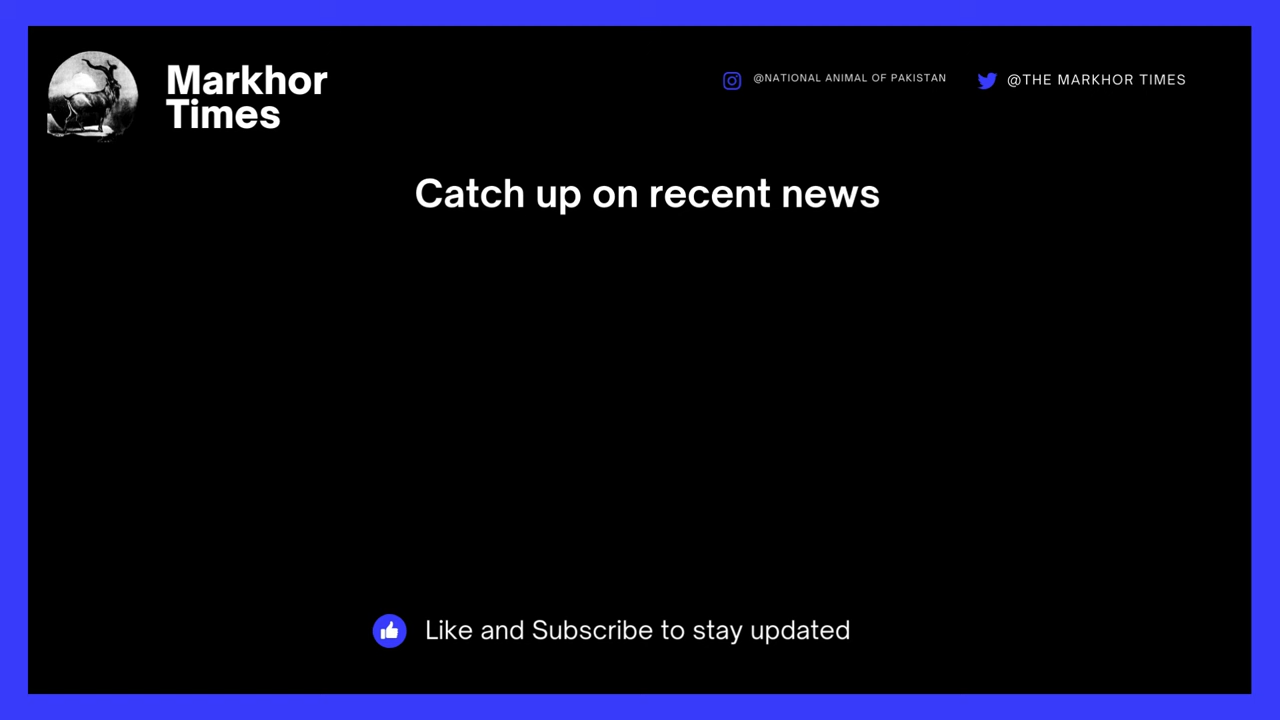 Markhor
Times
@NATIONAL ANIMAL OF PAKISTAN
@THE MARKHOR TIMES
Catch up on recent news
Like and Subscribe to stay updated